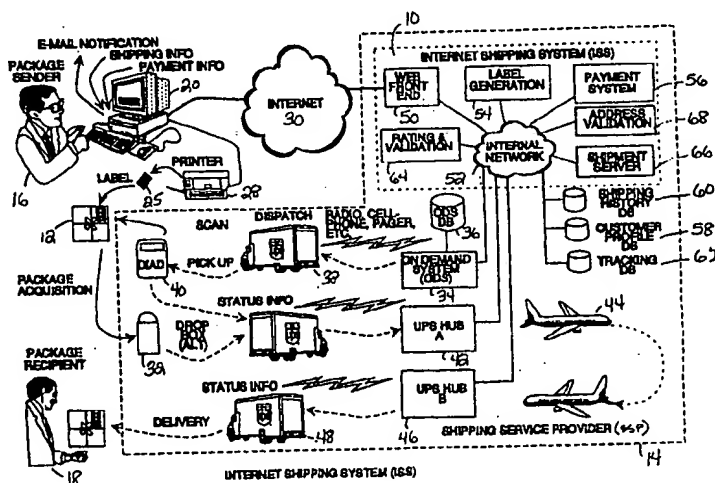 10
INTERNET SHIPPING SYSTEM (ISS)
E-MAIL NOTIFICATION
SHIPPING INFO
PAYMENT INFO
PACKAGE
SENDER
20
INTERNET
30
WEB
FRONT
END
50
LABEL
GENERATION
54
PAYMENT
SYSTEM
56
ADDRESS
VALIDATION
68
RATING &
VALIDATION
64
INTERNAL
NETWORK
52
SHIPMENT
SERVER
66
16
LABEL
25
PRINTER
28
12
SCAN
DISPATCH
RADIO, CELL-
PHONE, PAGER,
ETC.
ODS
DB
36
SHIPPING
HISTORY
DB
60
CUSTOMER
PROFILE
DB
58
TRACKING
DB
62
DIAD
40
PICK UP
38
ON DEMAND
SYSTEM
(ODS)
34
PACKAGE
ACQUISITION
STATUS INFO
DROP
BOX
(ALT)
32
UPS HUB
A
42
44
PACKAGE
RECIPIENT
STATUS INFO
UPS HUB
B
46
DELIVERY
48
18
SHIPPING SERVICE PROVIDER (SSP)
14
INTERNET SHIPPING SYSTEM (ISS)